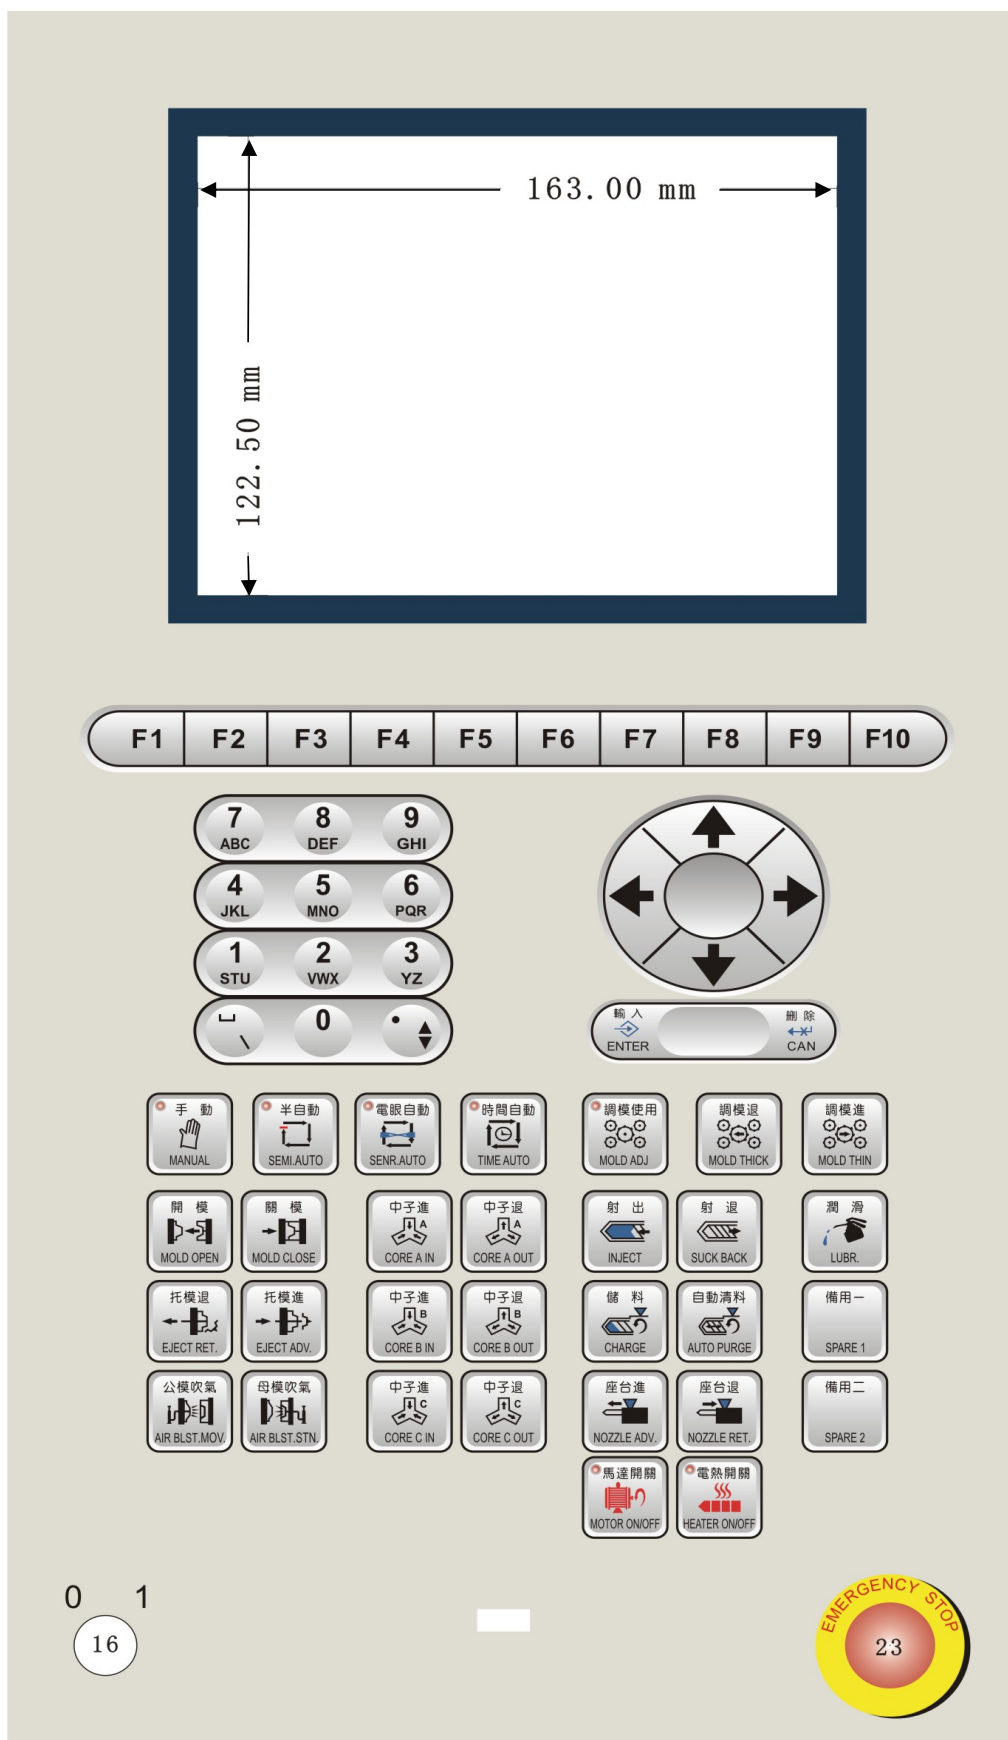 163.00 mm
122.50 mm
F1 F2 F3 F4 F5 F6 F7 F8 F9 F10
7 8 9
ABC DEF GHI
4 5 6
JKL MNO PQR
1 2 3
STU VWX YZ
0
輸入 刪除
ENTER CAN
手動 半自動 電眼自動 時間自動 調模使用 調模退 調模進
MANUAL SEMI.AUTO SENR.AUTO TIME AUTO MOLD ADJ MOLD THICK MOLD THIN
開模 關模 中子進 中子退 射出 射退 潤滑
A A
MOLD OPEN MOLD CLOSE CORE A IN CORE A OUT INJECT SUCK BACK LUBR.
托模退 托模進 中子進 中子退 儲料 自動清料 備用一
B B
EJECT RET. EJECT ADV. CORE B IN CORE B OUT CHARGE AUTO PURGE SPARE 1
公模吹氣 母模吹氣 中子進 中子退 座台進 座台退 備用二
C C
AIR BLST.MOV. AIR BLST.STN. CORE C IN CORE C OUT NOZZLE ADV. NOZZLE RET. SPARE 2
馬達開關 電熱開關
MOTOR ON/OFF HEATER ON/OFF
0 1
16
EMERGENCY STOP
23